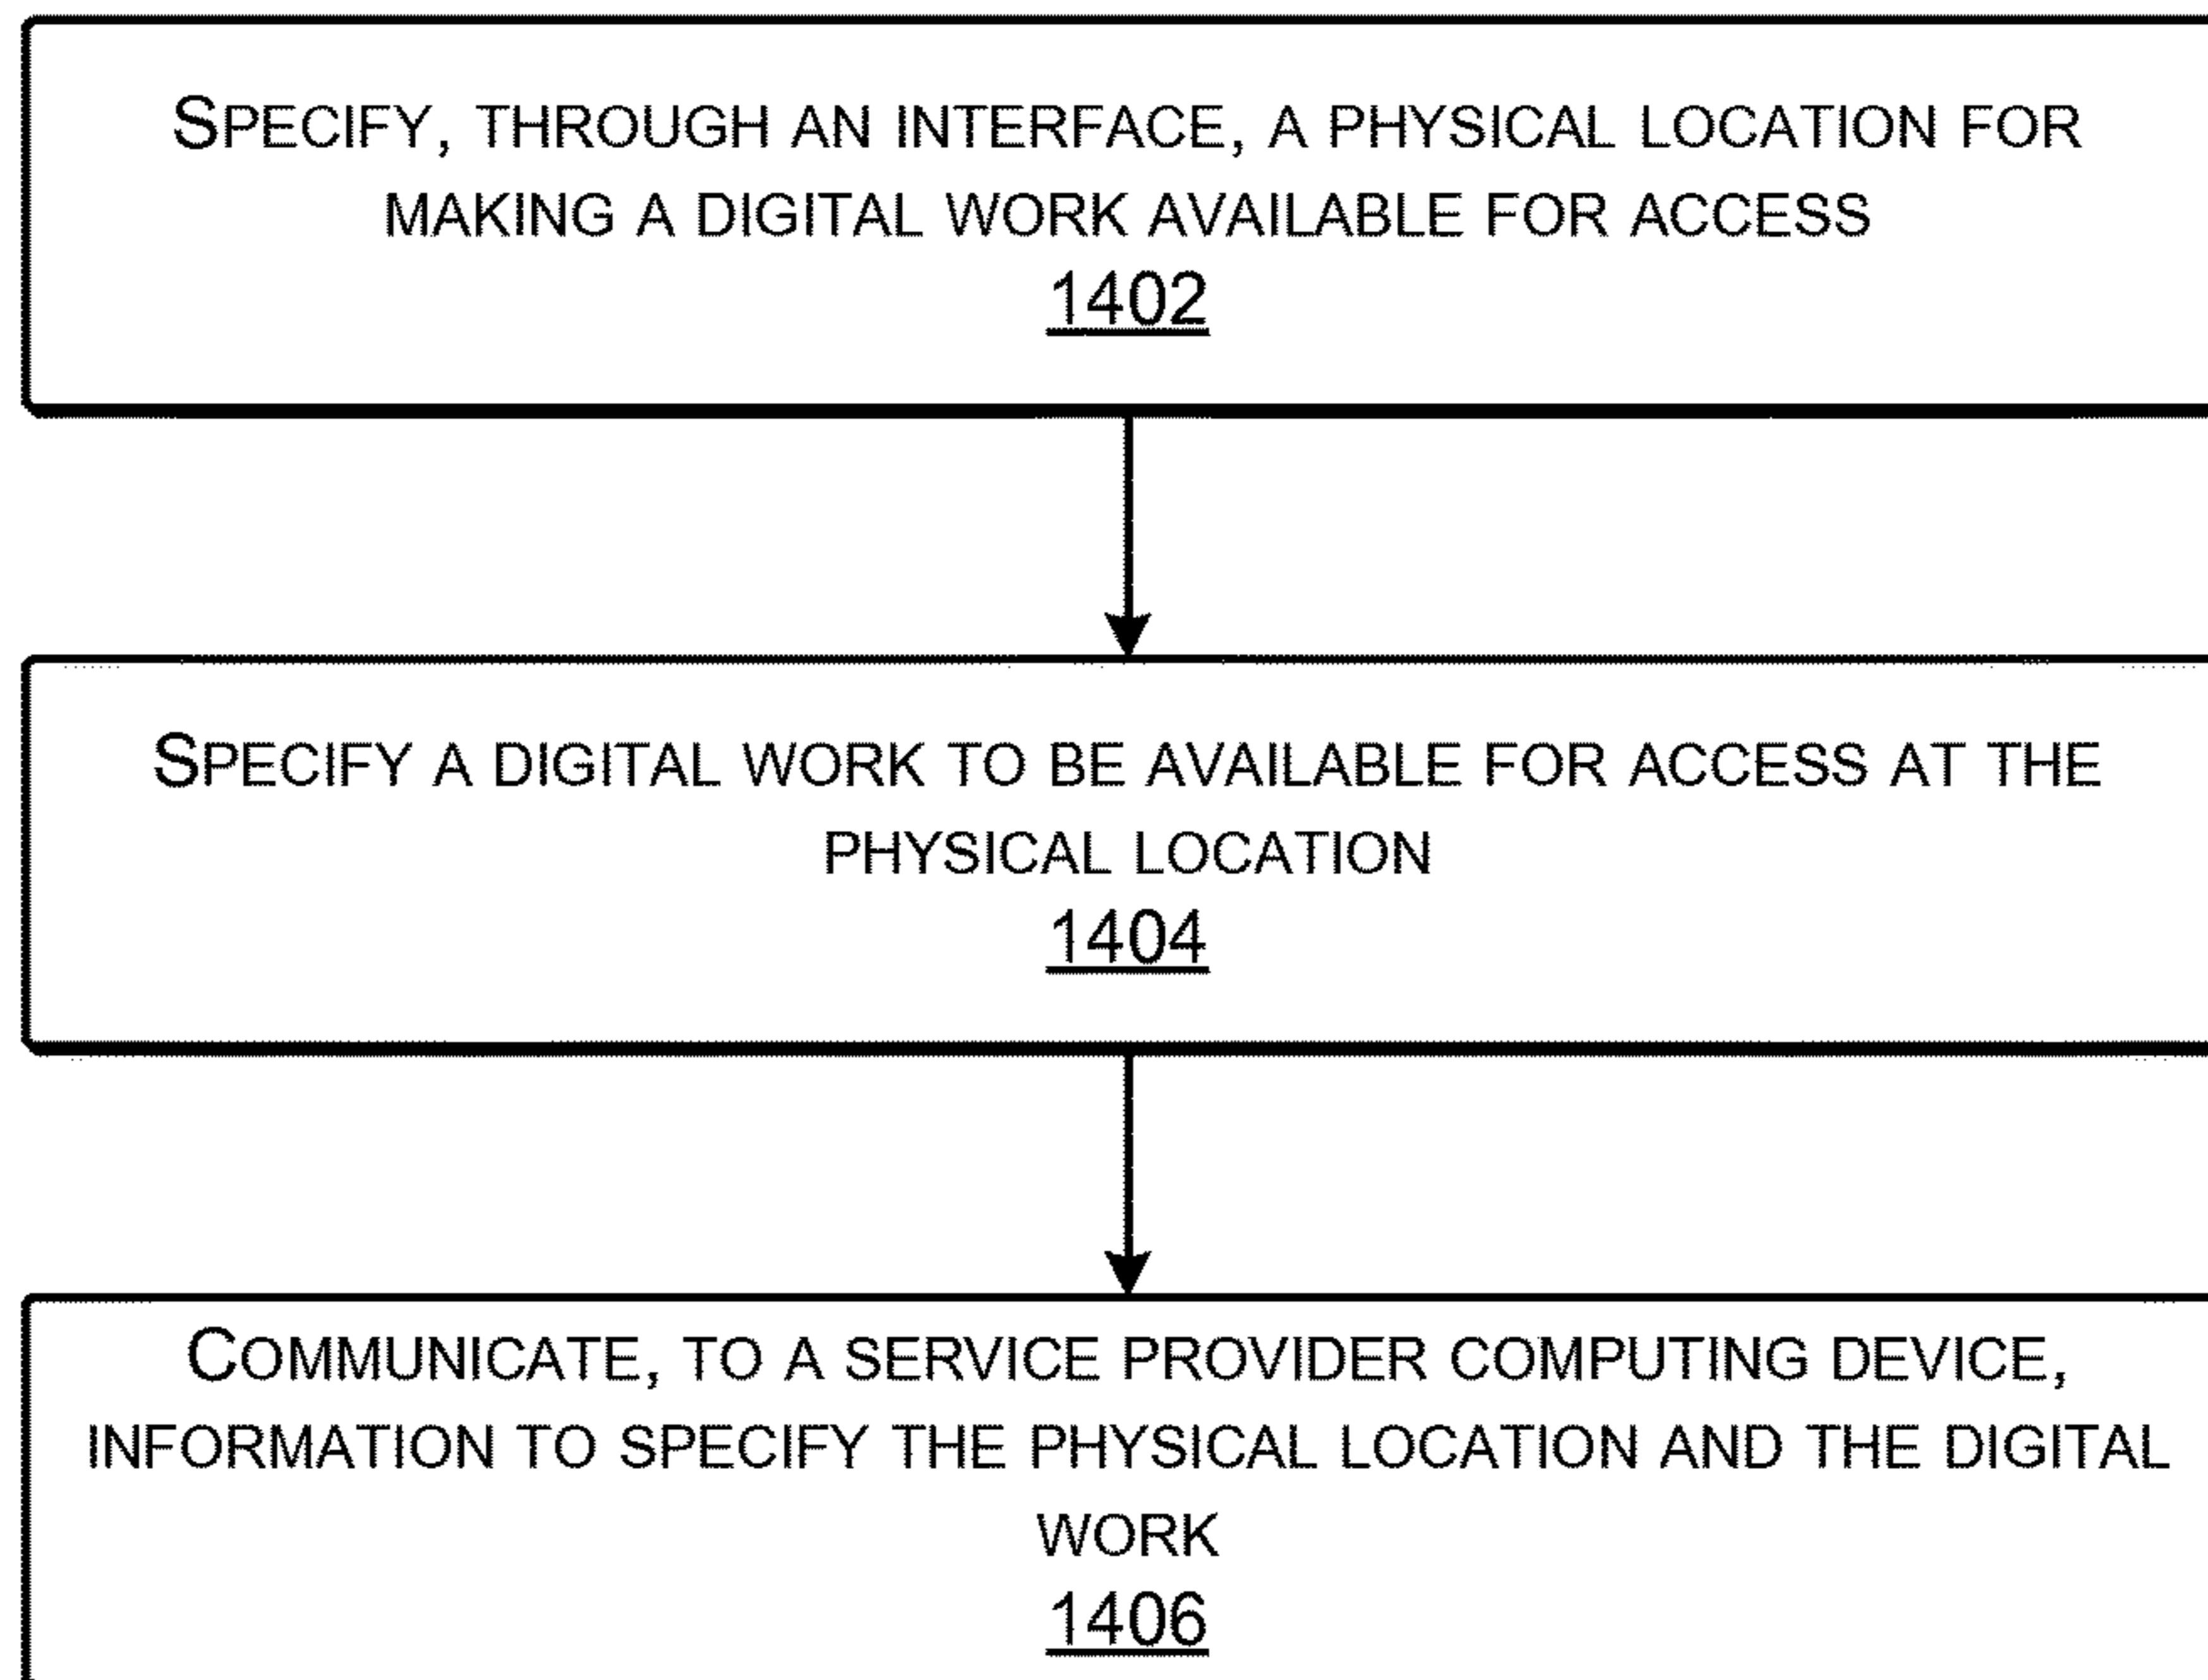 SPECIFY, THROUGH AN INTERFACE, A PHYSICAL LOCATION FOR
MAKING A DIGITAL WORK AVAILABLE FOR ACCESS
1402
SPECIFY A DIGITAL WORK TO BE AVAILABLE FOR ACCESS AT THE
PHYSICAL LOCATION
1404
COMMUNICATE, TO A SERVICE PROVIDER COMPUTING DEVICE,
INFORMATION TO SPECIFY THE PHYSICAL LOCATION AND THE DIGITAL
WORK
1406